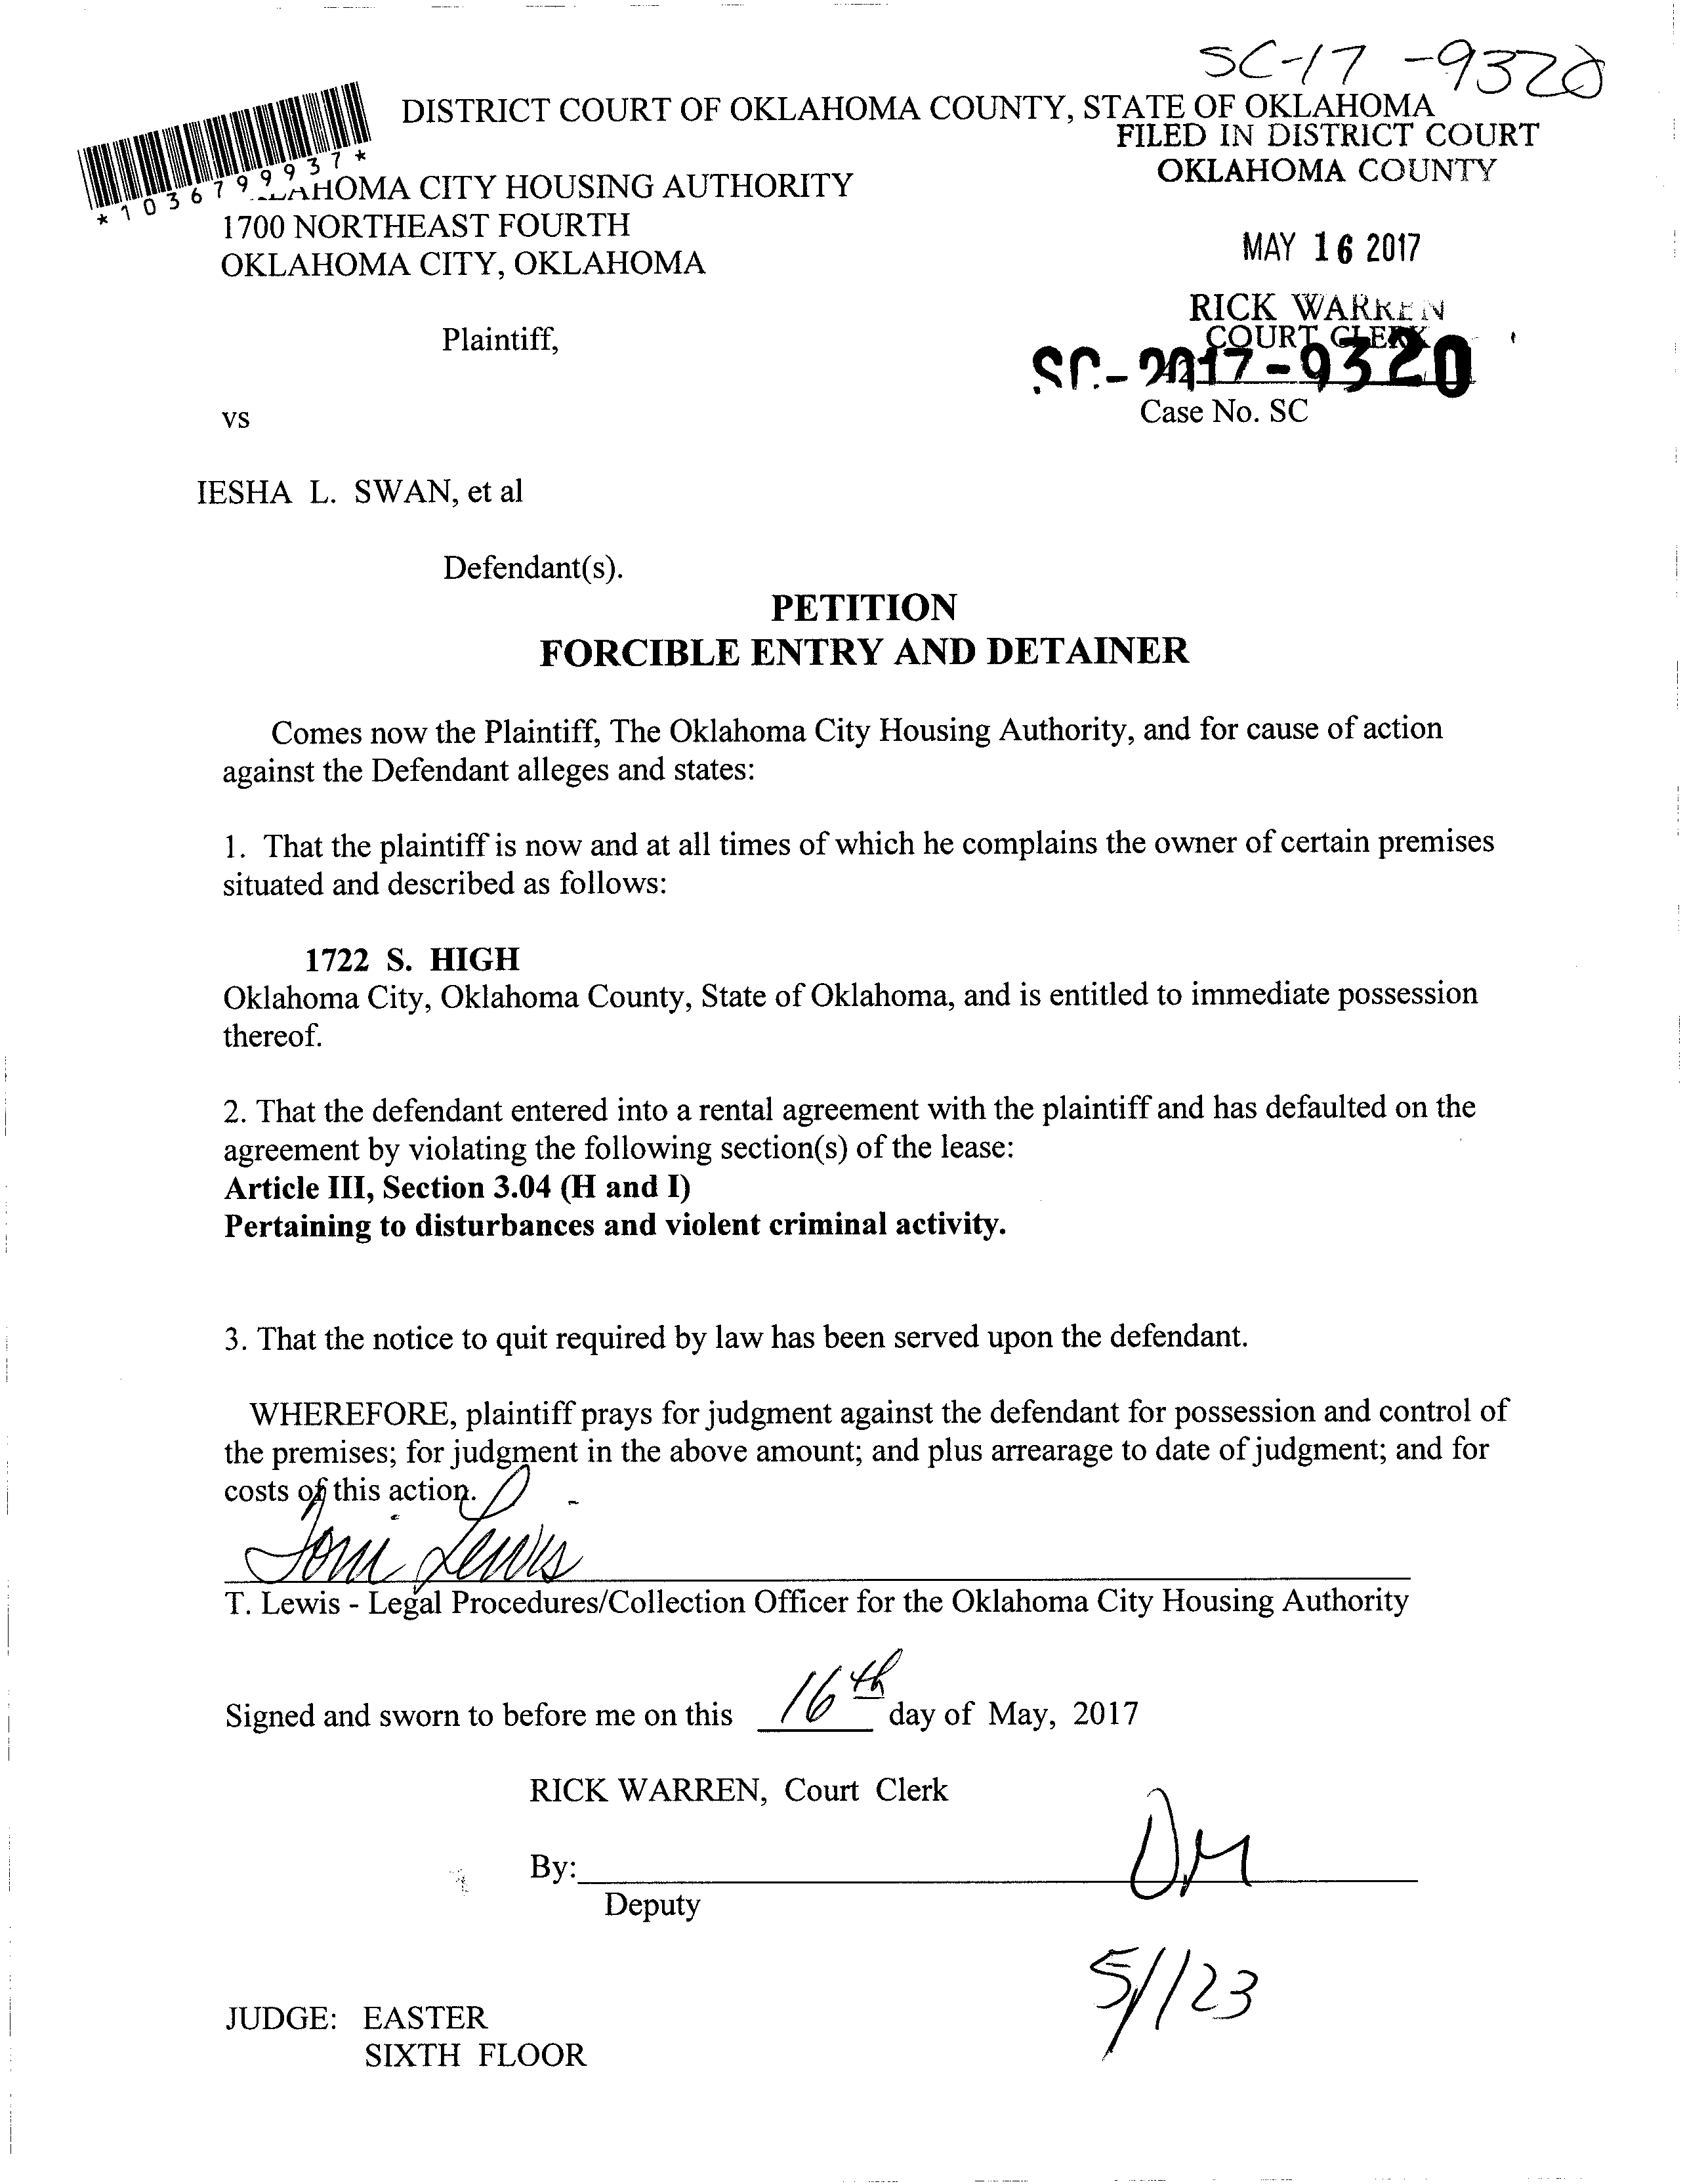 SC-17-9320
DISTRICT COURT OF OKLAHOMA COUNTY, STATE OF OKLAHOMA
FILED IN DISTRICT COURT
OKLAHOMA COUNTY
*1036799937*
AHOMA CITY HOUSING AUTHORITY
1700 NORTHEAST FOURTH
OKLAHOMA CITY, OKLAHOMA
MAY 16 2017
RICK WARREN
COURT CLERK
Plaintiff,
SC-2017-9320
Case No. SC
vs
IESHA L. SWAN, et al
Defendant(s).
PETITION
FORCIBLE ENTRY AND DETAINER
Comes now the Plaintiff, The Oklahoma City Housing Authority, and for cause of action
against the Defendant alleges and states:
1. That the plaintiff is now and at all times of which he complains the owner of certain premises
situated and described as follows:
1722 S. HIGH
Oklahoma City, Oklahoma County, State of Oklahoma, and is entitled to immediate possession
thereof.
2. That the defendant entered into a rental agreement with the plaintiff and has defaulted on the
agreement by violating the following section(s) of the lease:
Article III, Section 3.04 (H and I)
Pertaining to disturbances and violent criminal activity.
3. That the notice to quit required by law has been served upon the defendant.
WHEREFORE, plaintiff prays for judgment against the defendant for possession and control of
the premises; for judgment in the above amount; and plus arrearage to date of judgment; and for
costs of this action.
Toni Lewis
T. Lewis - Legal Procedures/Collection Officer for the Oklahoma City Housing Authority
Signed and sworn to before me on this 16th day of May, 2017
RICK WARREN, Court Clerk
By: DM
Deputy
5/123
JUDGE: EASTER
SIXTH FLOOR